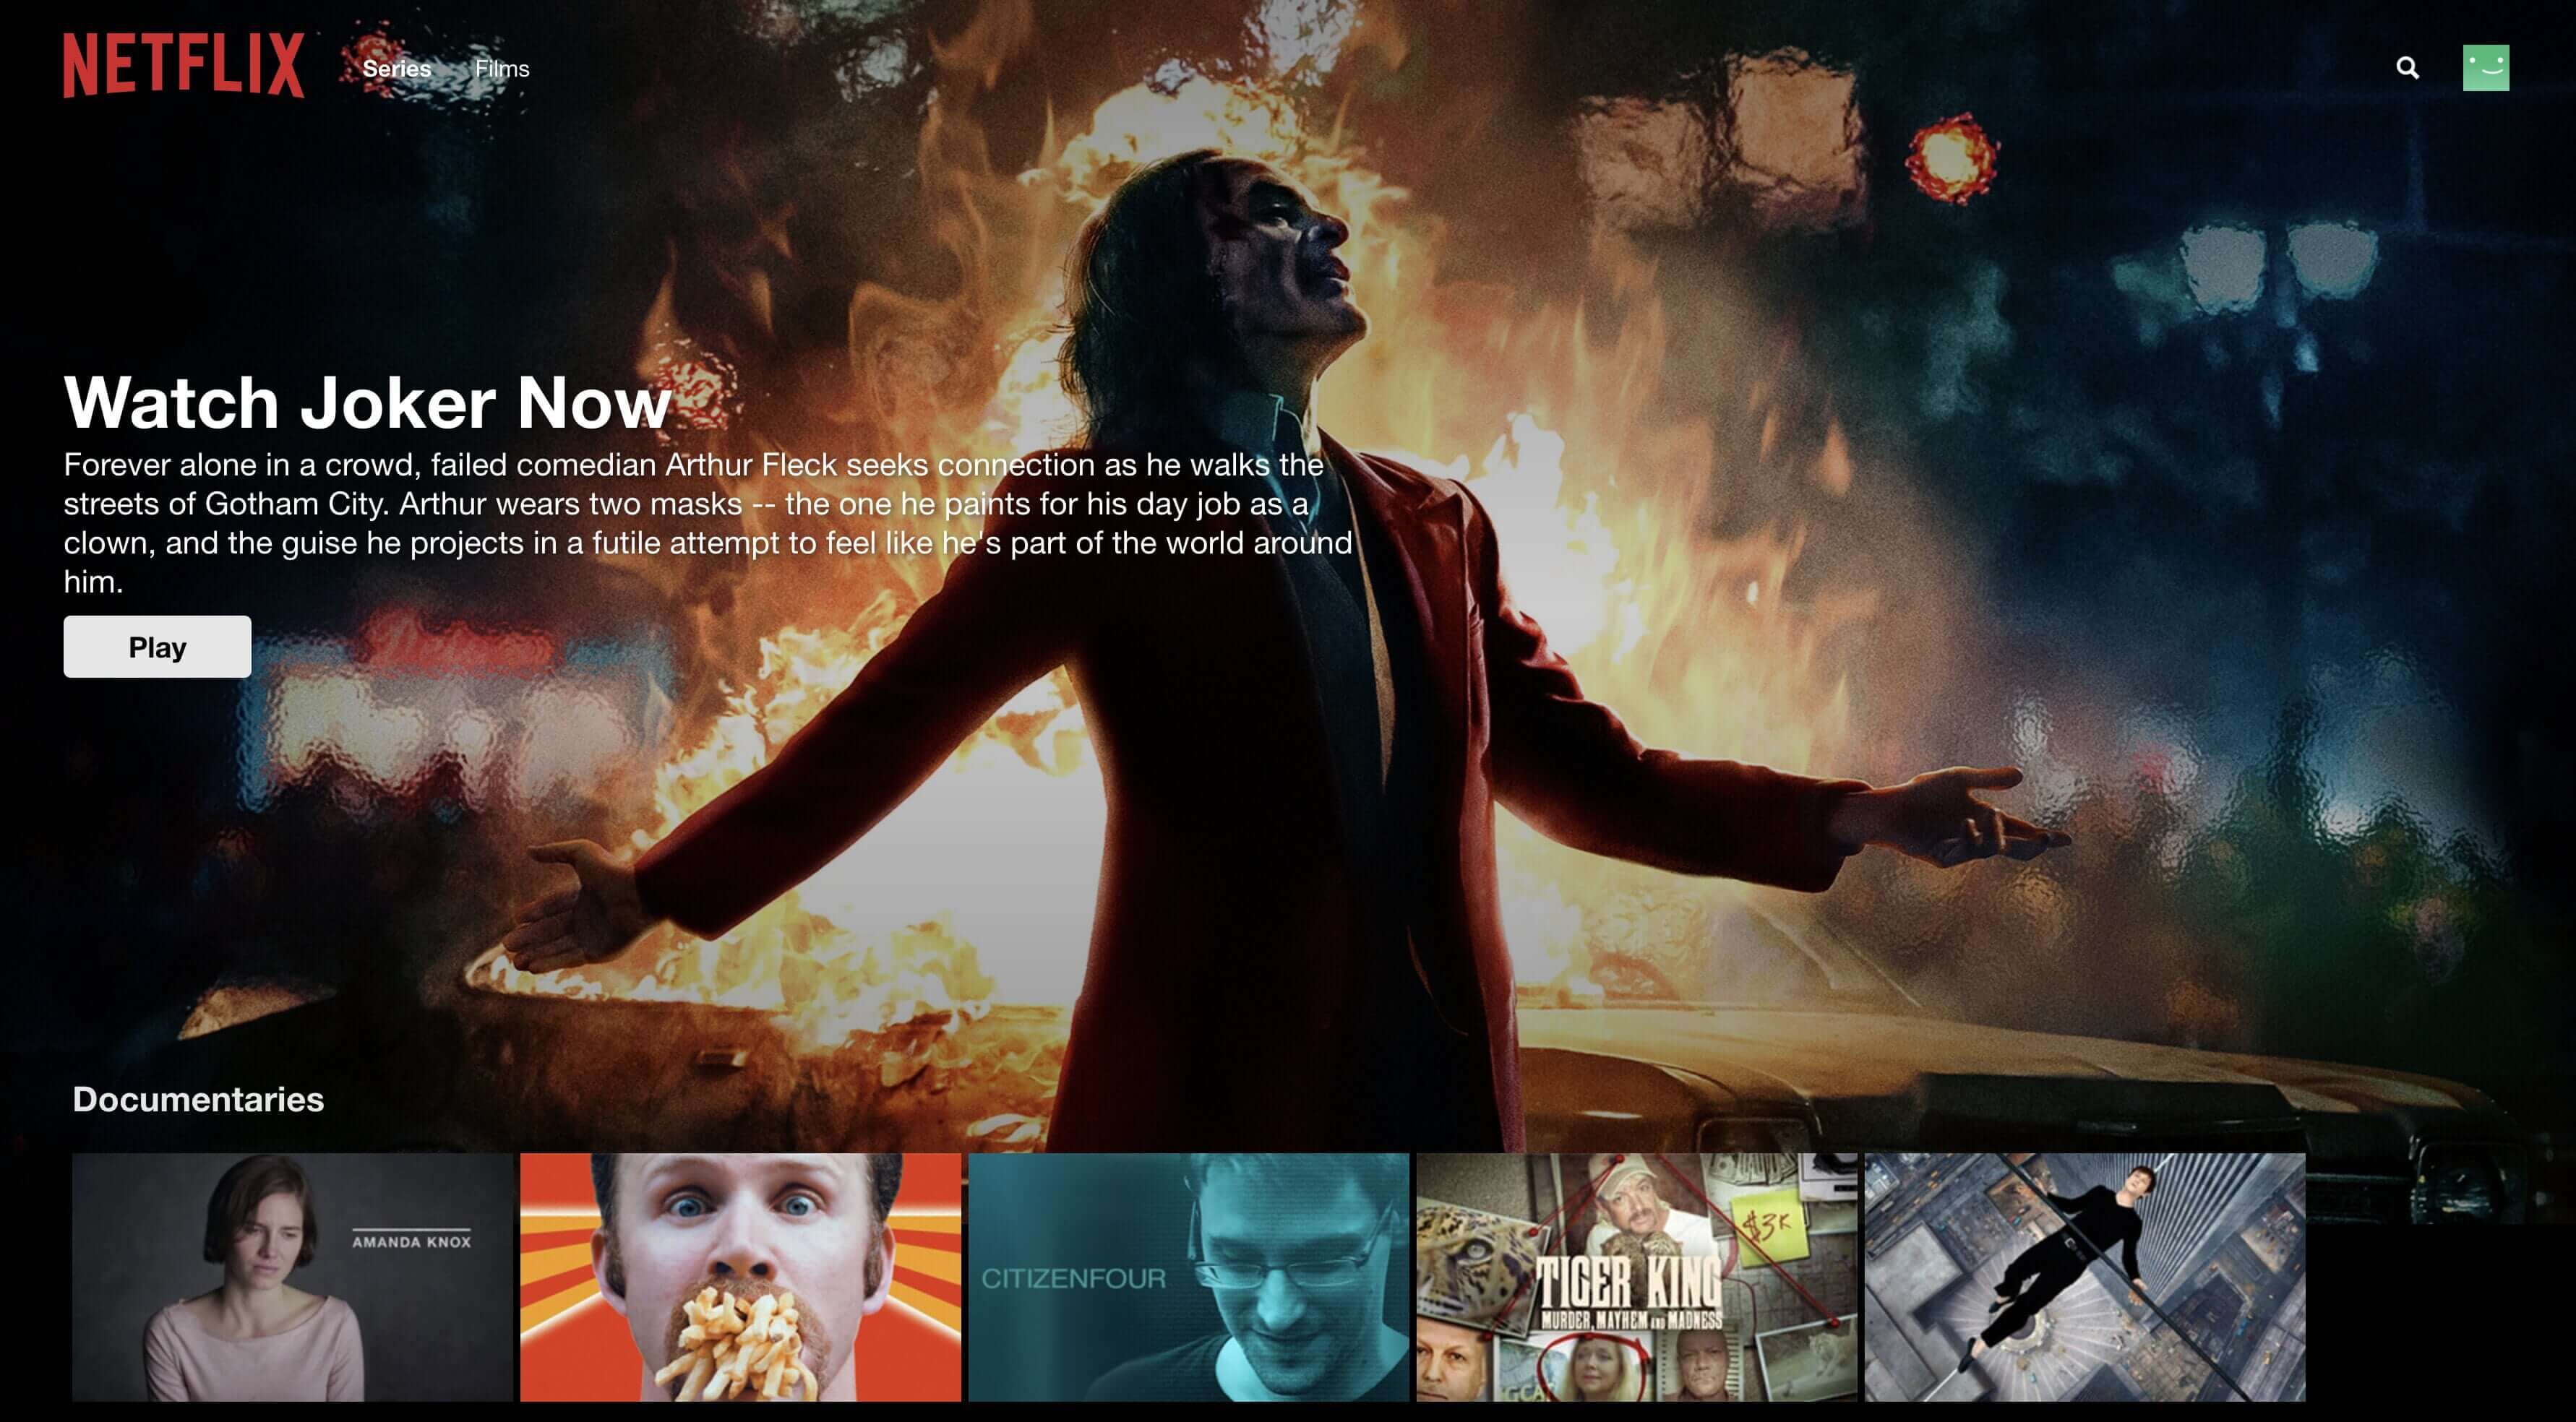 NETFLIX
Series
Films
Watch Joker Now
Forever alone in a crowd, failed comedian Arthur Fleck seeks connection as he walks the
streets of Gotham City. Arthur wears two masks -- the one he paints for his day job as a
clown, and the guise he projects in a futile attempt to feel like he's part of the world around
him.
Play
Documentaries
AMANDA KNOX
CITIZENFOUR
$3K
TIGER KING
MURDER, MAYHEM AND MADNESS